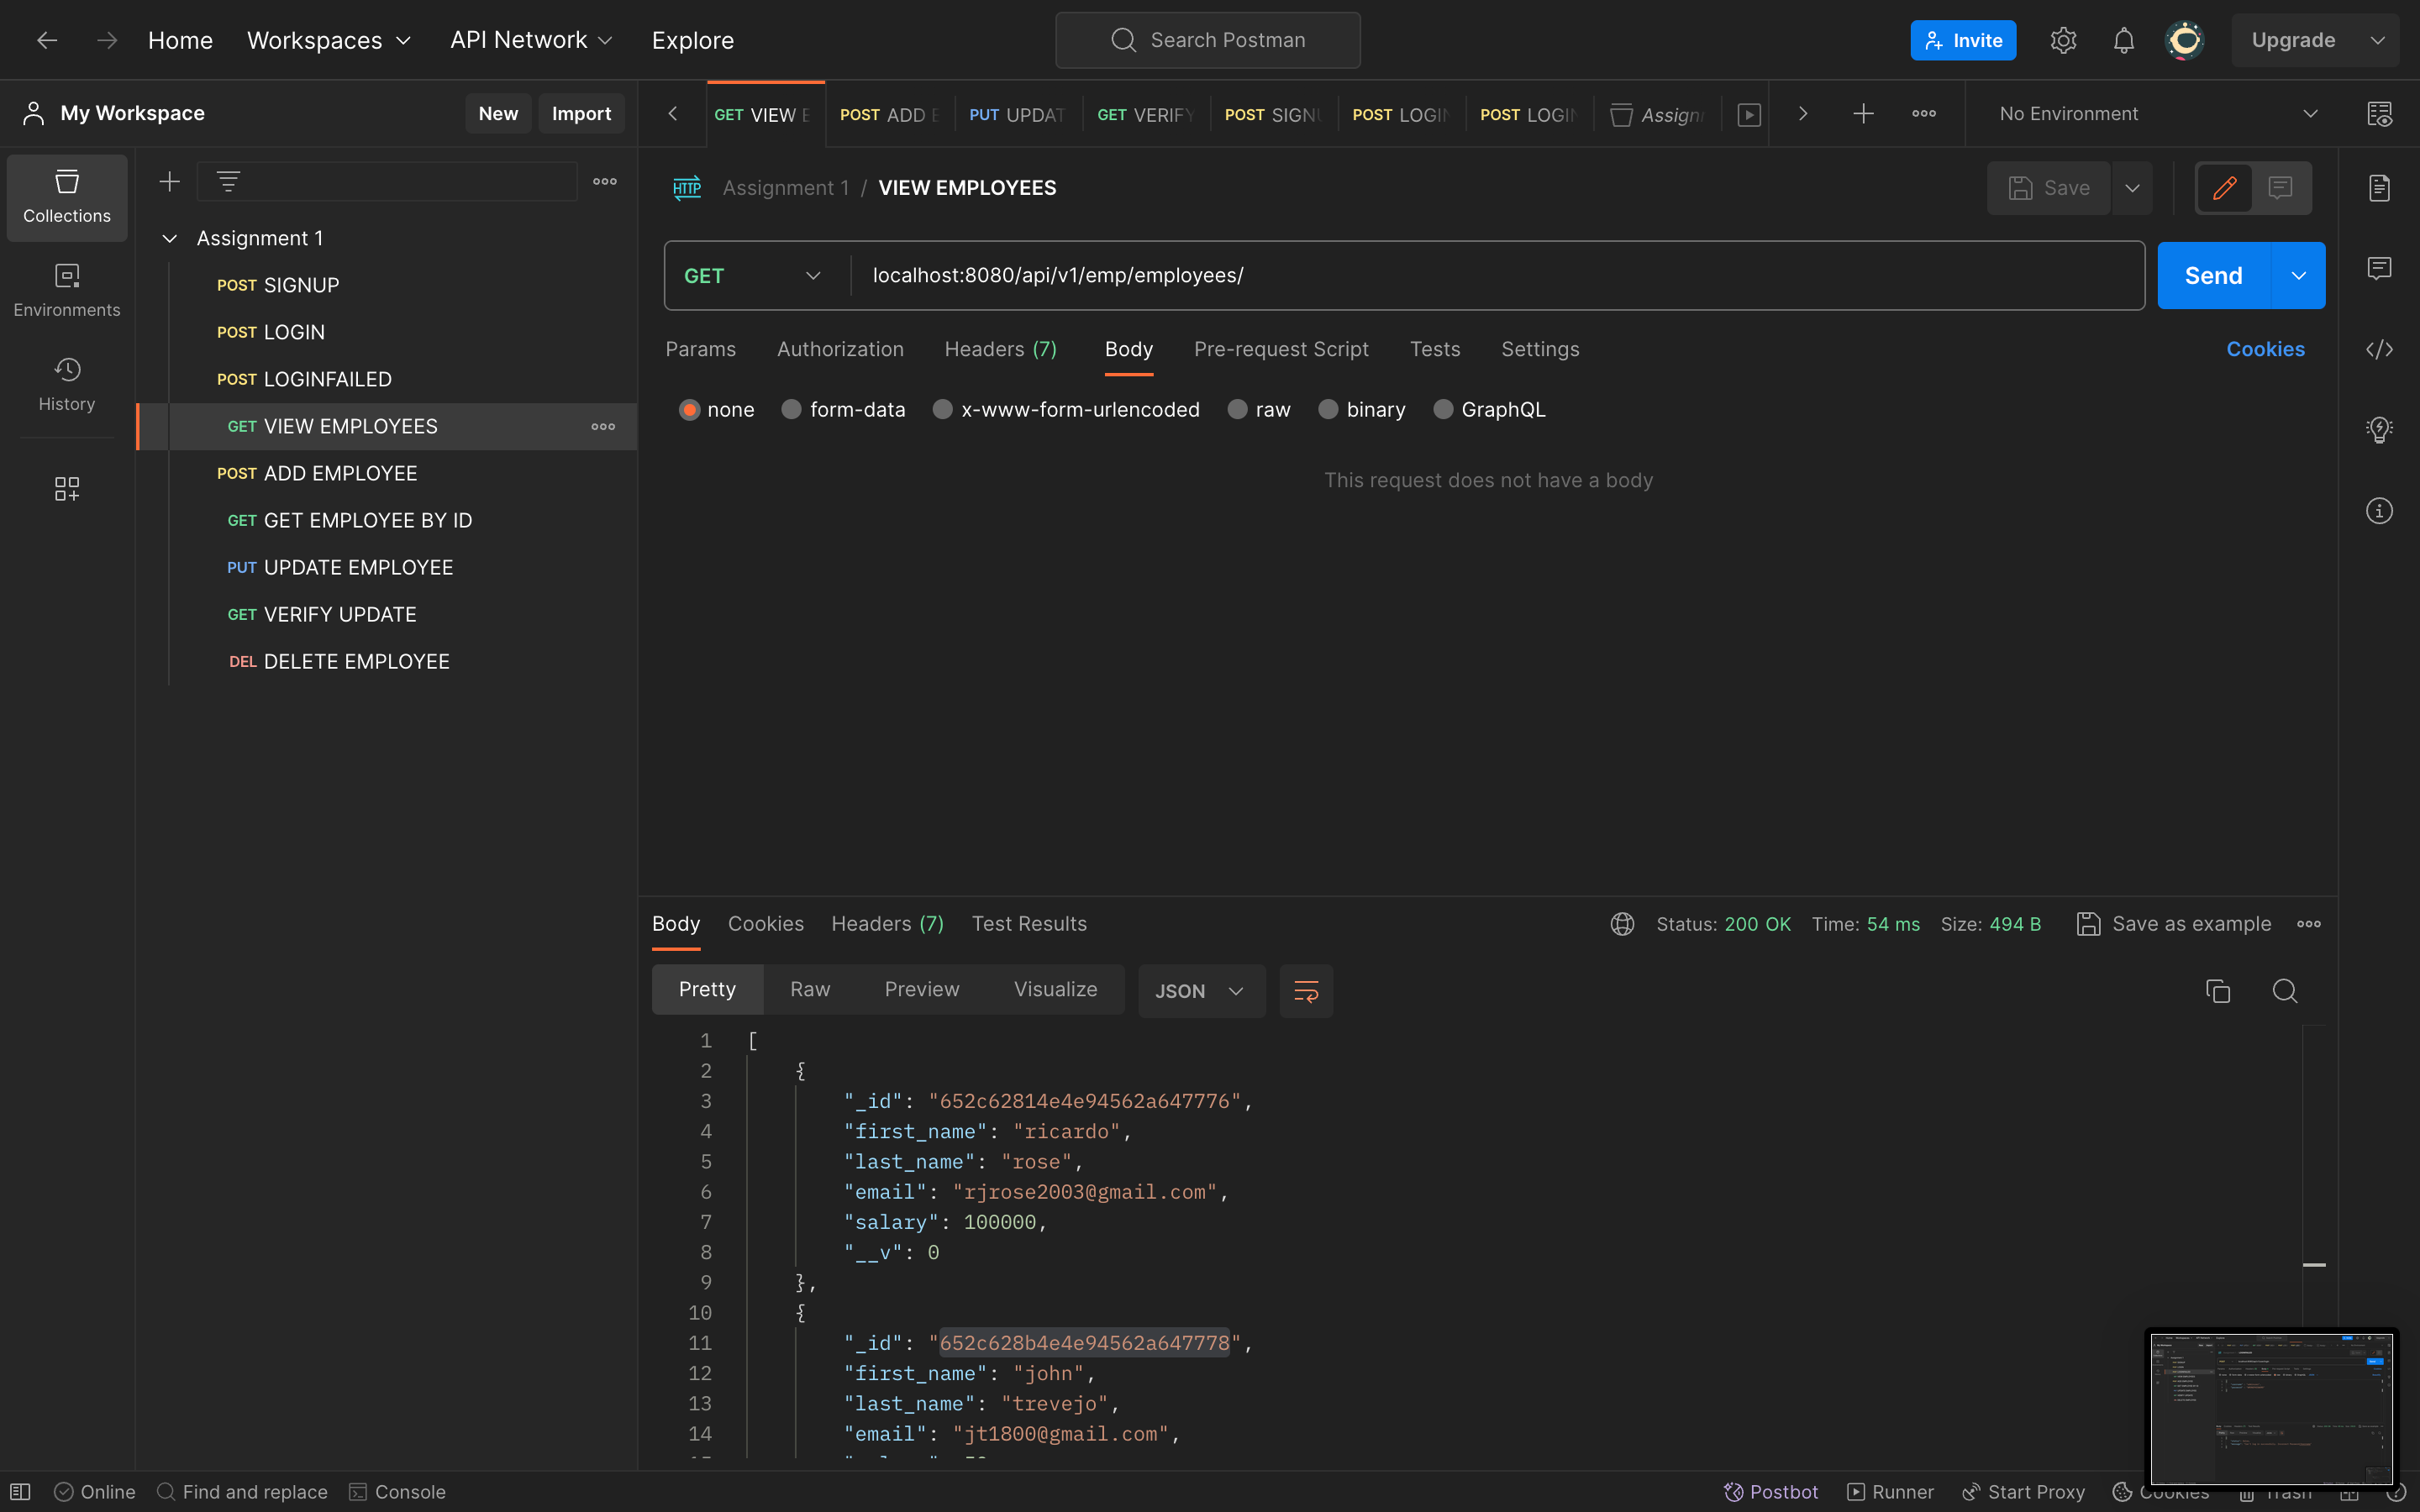 Home Workspaces API Network Explore Search Postman Invite Upgrade
My Workspace New Import GET VIEW E POST ADD E PUT UPDAT GET VERIFY POST SIGNU POST LOGIN POST LOGIN Assign No Environment
Collections
Environments
History
Assignment 1
POST SIGNUP
POST LOGIN
POST LOGINFAILED
GET VIEW EMPLOYEES
POST ADD EMPLOYEE
GET GET EMPLOYEE BY ID
PUT UPDATE EMPLOYEE
GET VERIFY UPDATE
DEL DELETE EMPLOYEE
HTTP Assignment 1 / VIEW EMPLOYEES Save
GET localhost:8080/api/v1/emp/employees/ Send
Params Authorization Headers (7) Body Pre-request Script Tests Settings Cookies
none form-data x-www-form-urlencoded raw binary GraphQL
This request does not have a body
Body Cookies Headers (7) Test Results Status: 200 OK Time: 54 ms Size: 494 B Save as example
Pretty Raw Preview Visualize JSON
1 [
2 {
3 "_id": "652c62814e4e94562a647776",
4 "first_name": "ricardo",
5 "last_name": "rose",
6 "email": "rjrose2003@gmail.com",
7 "salary": 100000,
8 "__v": 0
9 },
10 {
11 "_id": "652c628b4e4e94562a647778",
12 "first_name": "john",
13 "last_name": "trevejo",
14 "email": "jt1800@gmail.com",
Online Find and replace Console Postbot Runner Start Proxy Cookies Trash